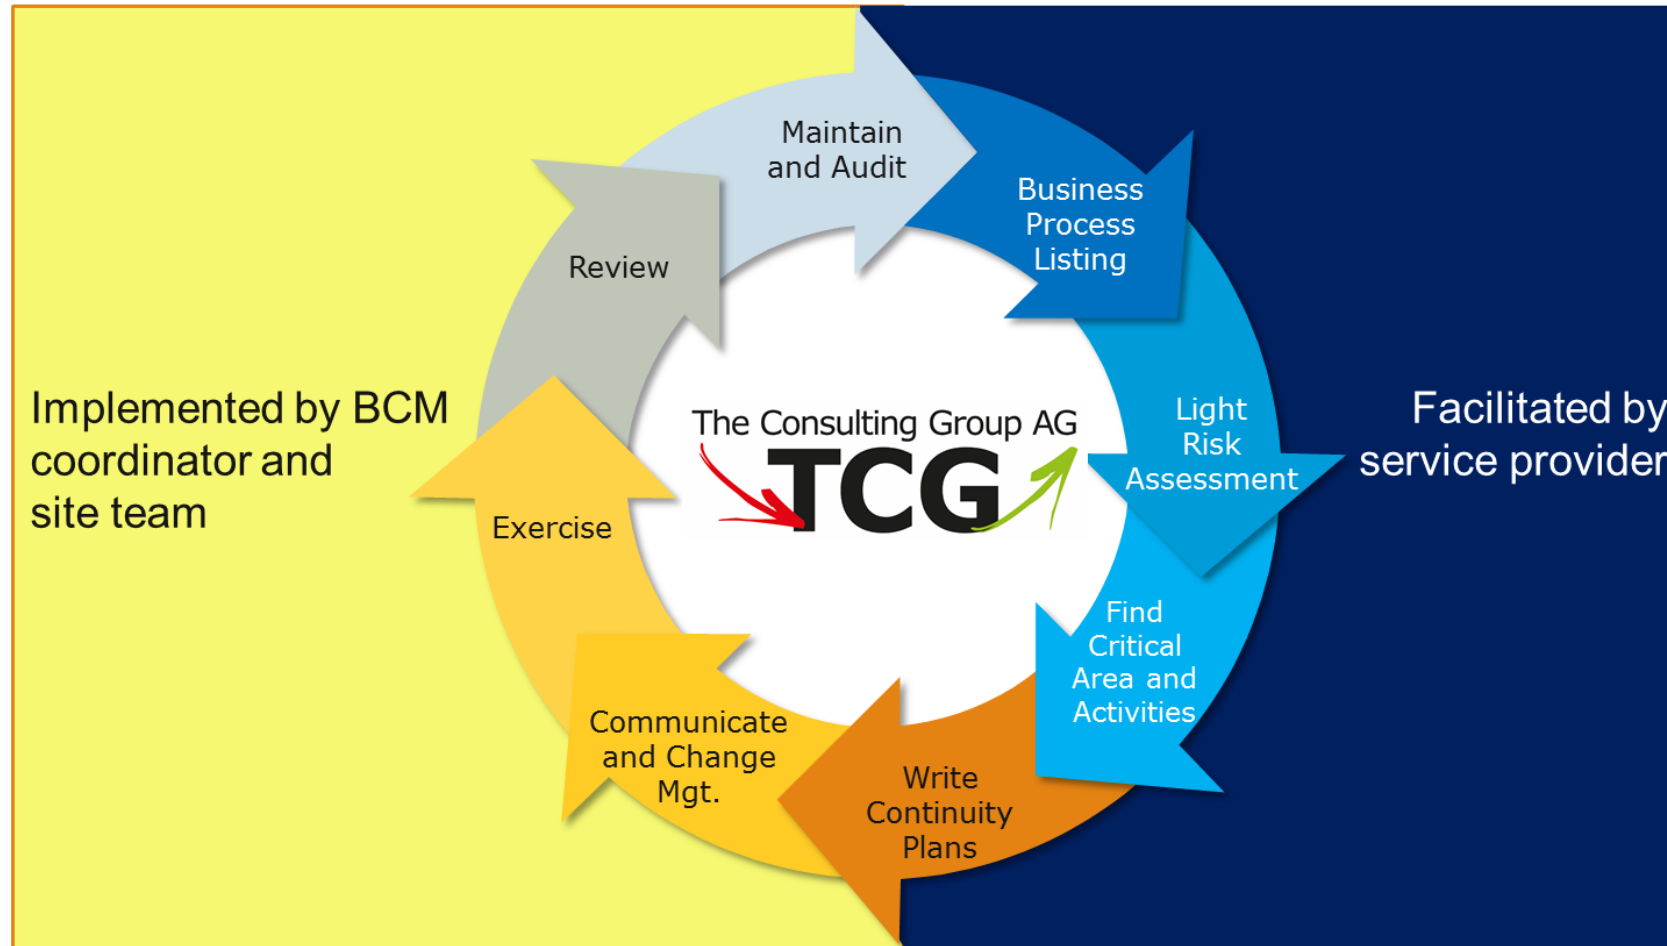 Maintain
and Audit
Business
Process
Listing
Light
Risk
Assessment
Find
Critical
Area and
Activities
Write
Continuity
Plans
Communicate
and Change
Mgt.
Exercise
Review
The Consulting Group AG
TCG
Implemented by BCM
coordinator and
site team
Facilitated by
service provider